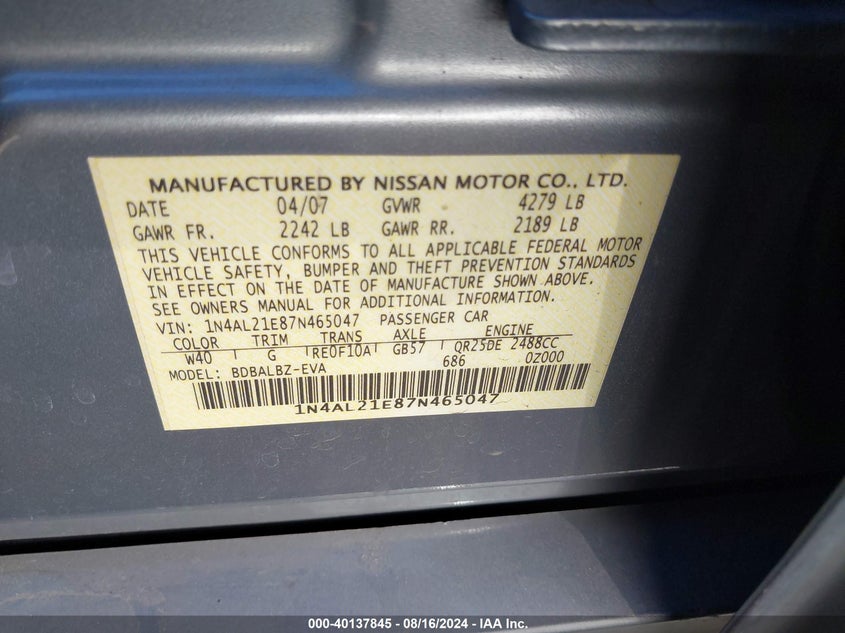 MANUFACTURED BY NISSAN MOTOR CO., LTD.
DATE 04/07 GVWR 4279 LB
GAWR FR. 2242 LB GAWR RR. 2189 LB
THIS VEHICLE CONFORMS TO ALL APPLICABLE FEDERAL MOTOR
VEHICLE SAFETY, BUMPER AND THEFT PREVENTION STANDARDS
IN EFFECT ON THE DATE OF MANUFACTURE SHOWN ABOVE.
SEE OWNERS MANUAL FOR ADDITIONAL INFORMATION.
VIN: 1N4AL21E87N465047 PASSENGER CAR
COLOR TRIM TRANS AXLE ENGINE
W40 G RE0F10A GB57 QR25DE 2488CC
MODEL: BDBALBZ-EVA 686 0Z000
1N4AL21E87N465047
000-40137845 - 08/16/2024 - IAA Inc.